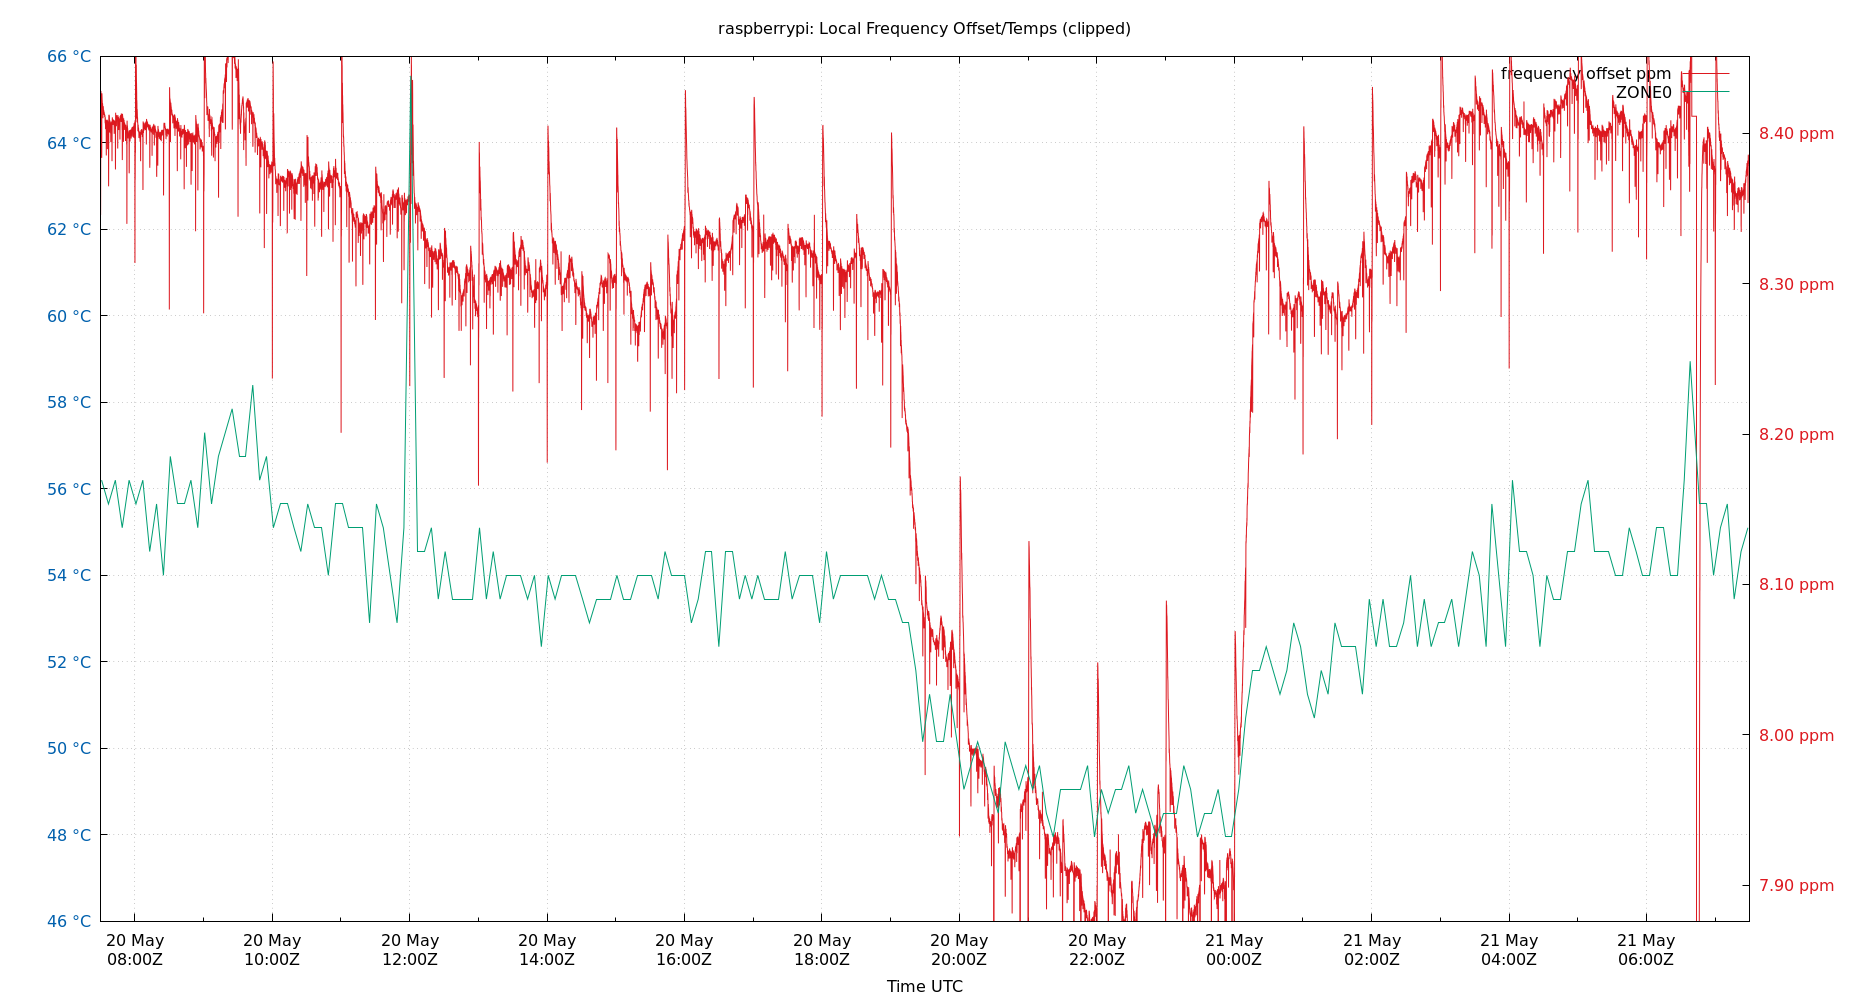 raspberrypi: Local Frequency Offset/Temps (clipped)
66 °C
64 °C
62 °C
60 °C
58 °C
56 °C
54 °C
52 °C
50 °C
48 °C
46 °C
frequency offset ppm
ZONE0
8.40 ppm
8.30 ppm
8.20 ppm
8.10 ppm
8.00 ppm
7.90 ppm
20 May 20 May 20 May 20 May 20 May 20 May 20 May 20 May 21 May 21 May 21 May 21 May
08:00Z 10:00Z 12:00Z 14:00Z 16:00Z 18:00Z 20:00Z 22:00Z 00:00Z 02:00Z 04:00Z 06:00Z
Time UTC